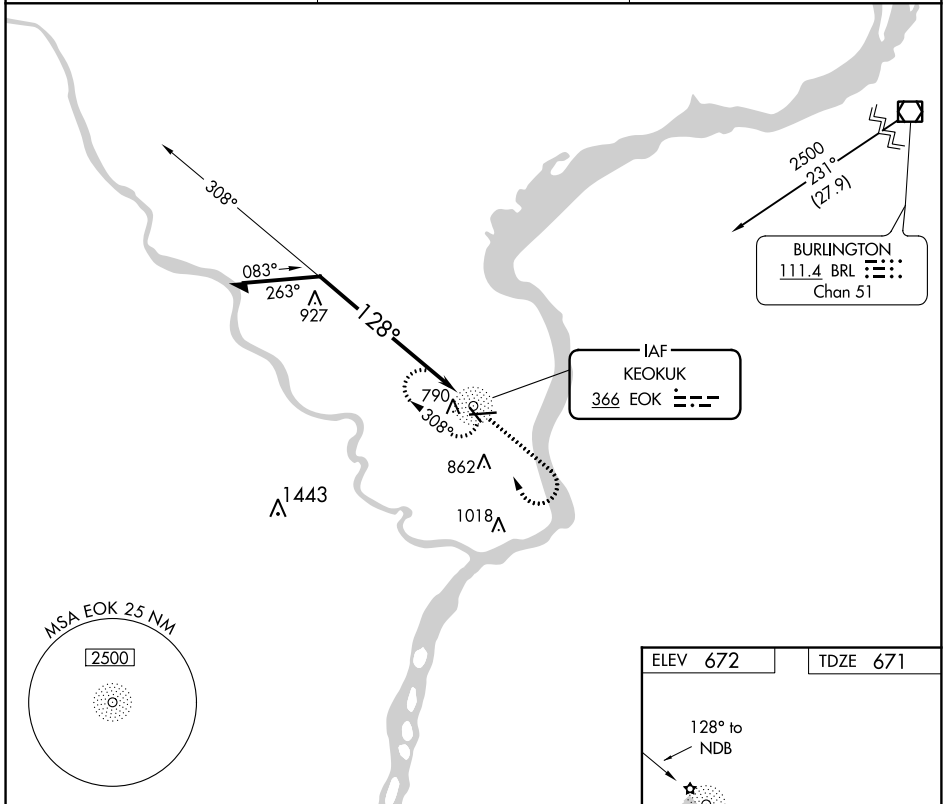 2500
231°
(27.9)
BURLINGTON
111.4 BRL
Chan 51
308°
083°
263°
927
128°
IAF
KEOKUK
366 EOK
790
308°
862
1443
1018
MSA EOK 25 NM
2500
ELEV 672
TDZE 671
128° to
NDB